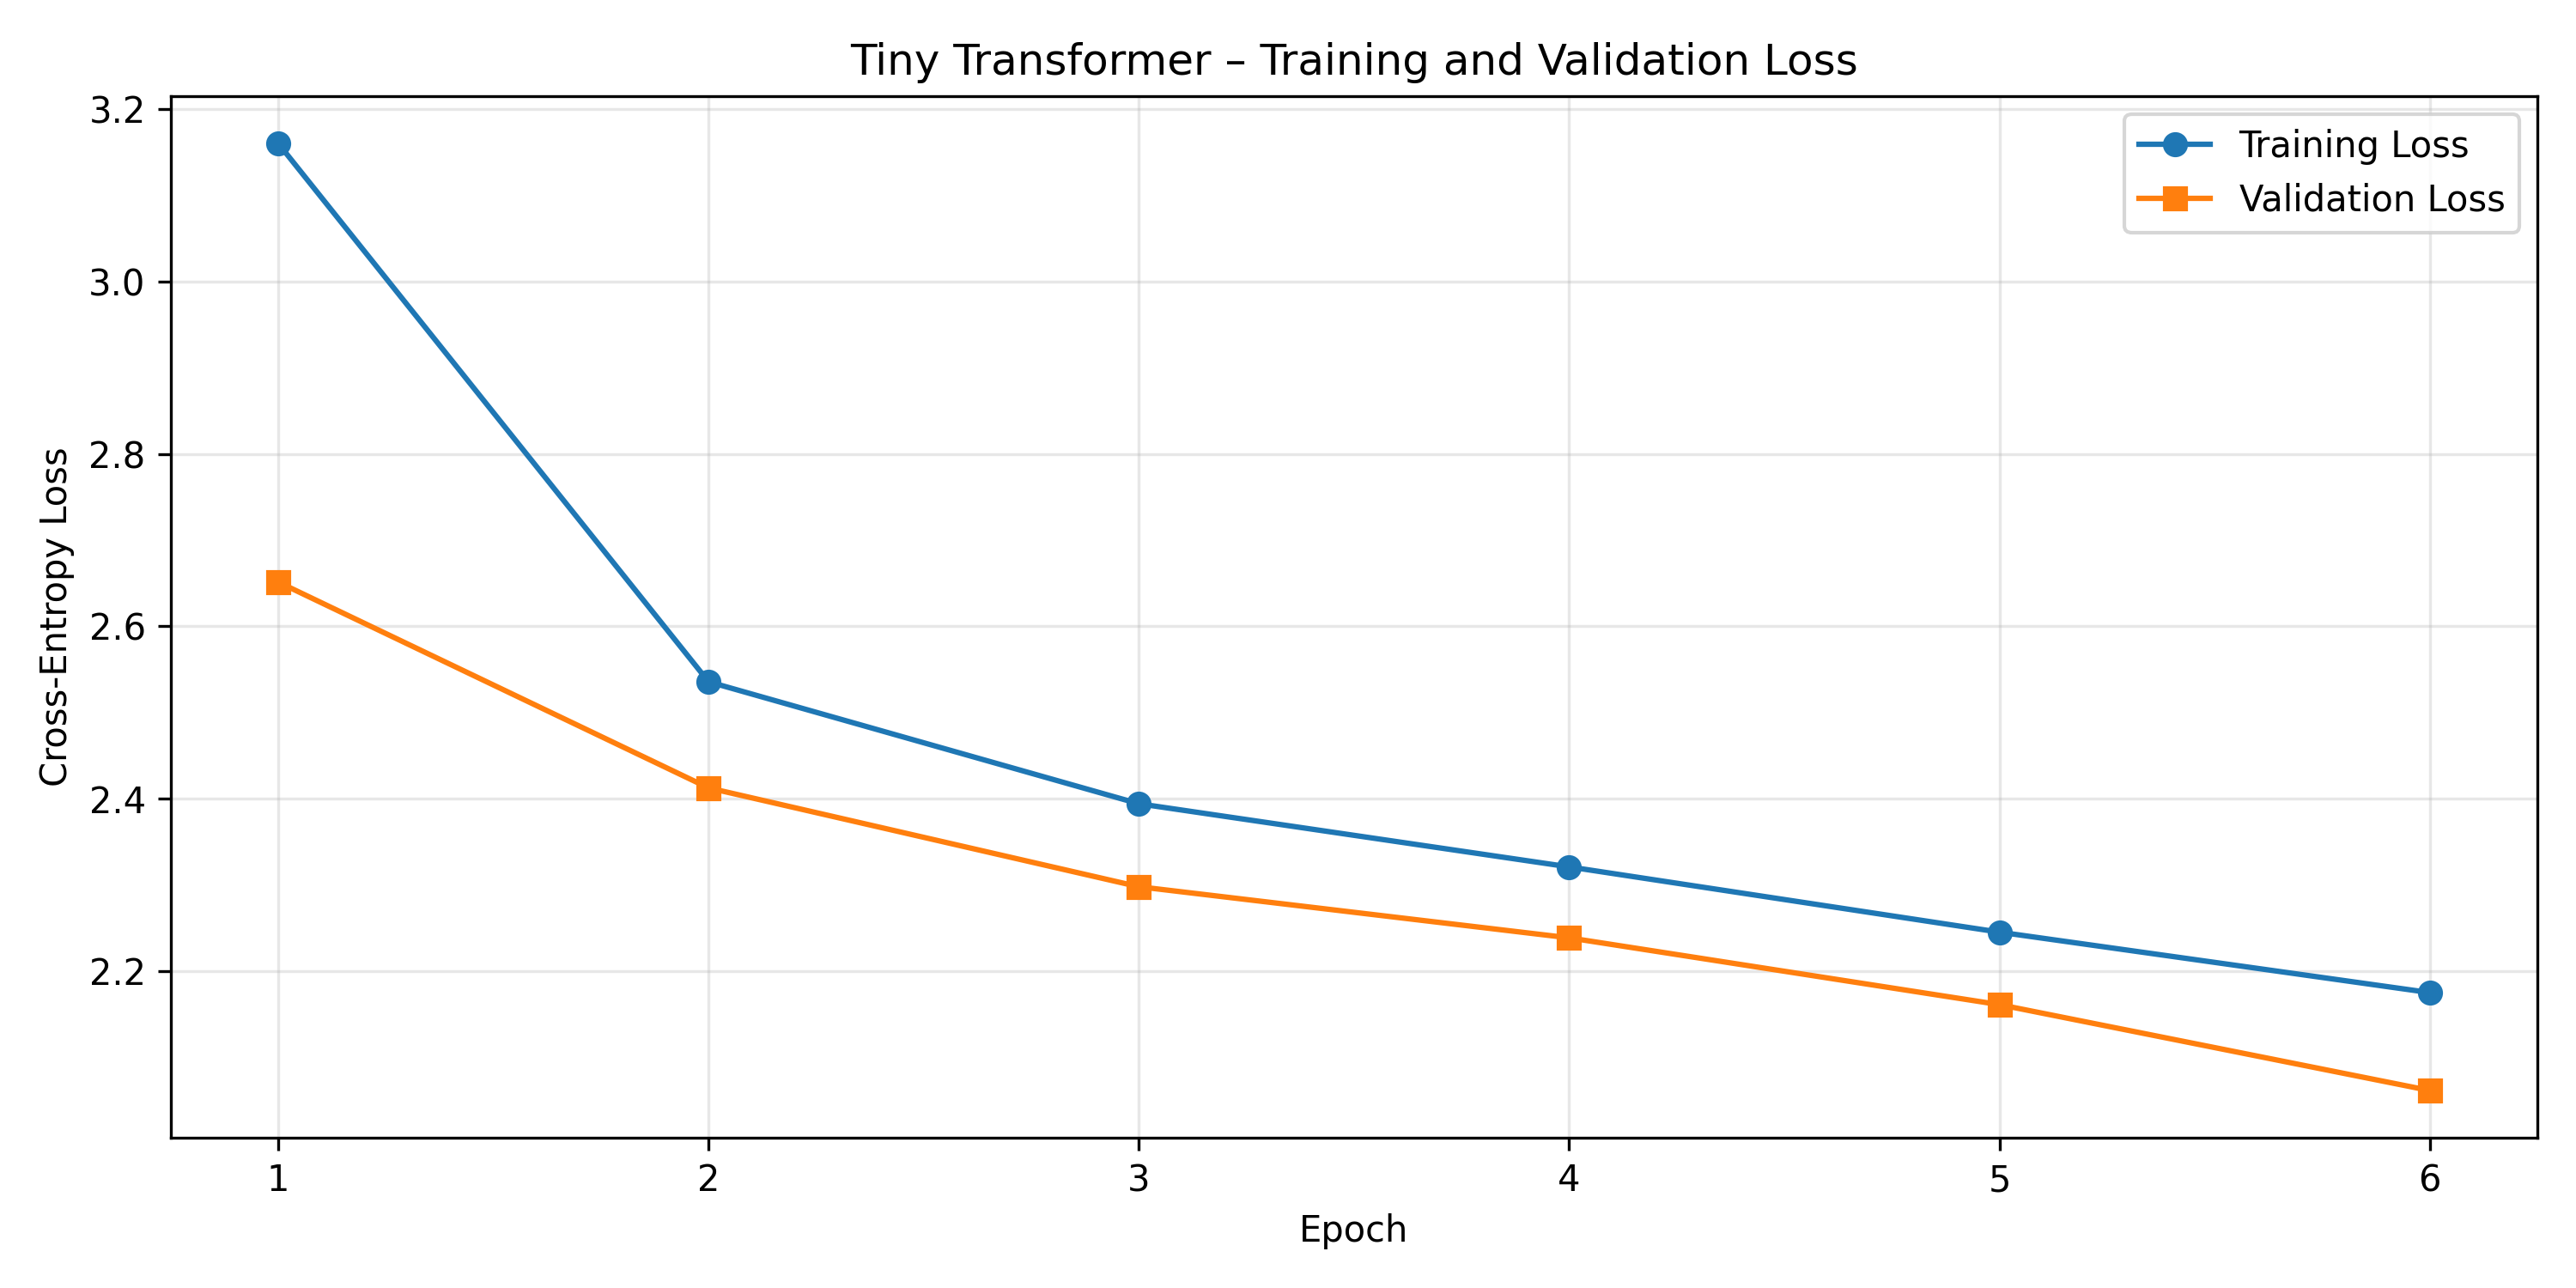 Tiny Transformer – Training and Validation Loss
3.2
3.0
2.8
2.6
2.4
2.2
Cross-Entropy Loss
Training Loss
Validation Loss
1 2 3 4 5 6
Epoch